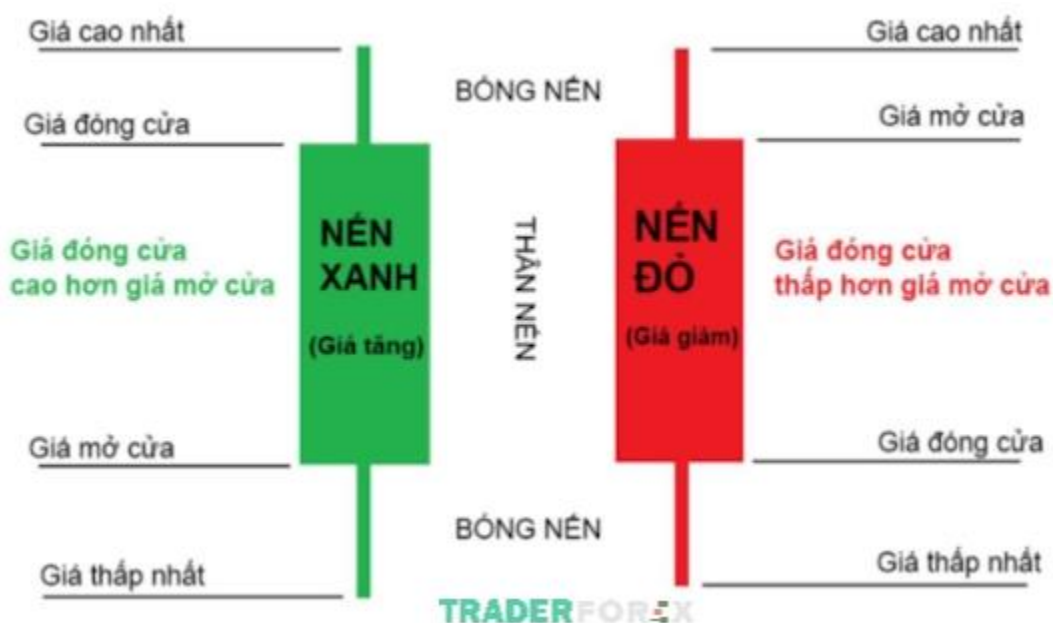 Giá cao nhất
Giá cao nhất
BÓNG NẾN
Giá đóng cửa
Giá mở cửa
NẾN
XANH
(Giá tăng)
THÂN NẾN
NẾN
ĐỎ
(Giá giảm)
Giá đóng cửa
cao hơn giá mở cửa
Giá đóng cửa
thấp hơn giá mở cửa
Giá mở cửa
Giá đóng cửa
BÓNG NẾN
Giá thấp nhất
Giá thấp nhất
TRADERFOREX